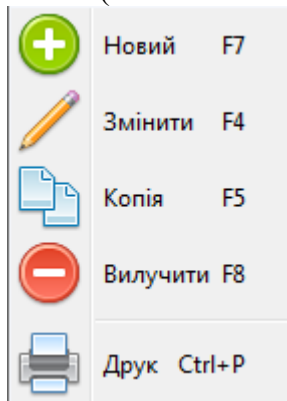 Новий F7
Змінити F4
Копія F5
Вилучити F8
Друк Ctrl+P